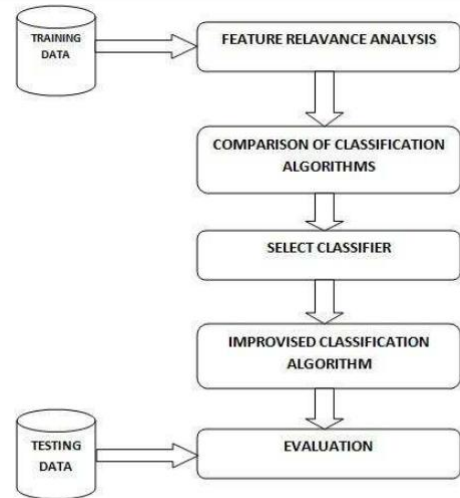 TRAINING
DATA
FEATURE RELAVANCE ANALYSIS
COMPARISON OF CLASSIFICATION
ALGORITHMS
SELECT CLASSIFIER
IMPROVISED CLASSIFICATION
ALGORITHM
TESTING
DATA
EVALUATION